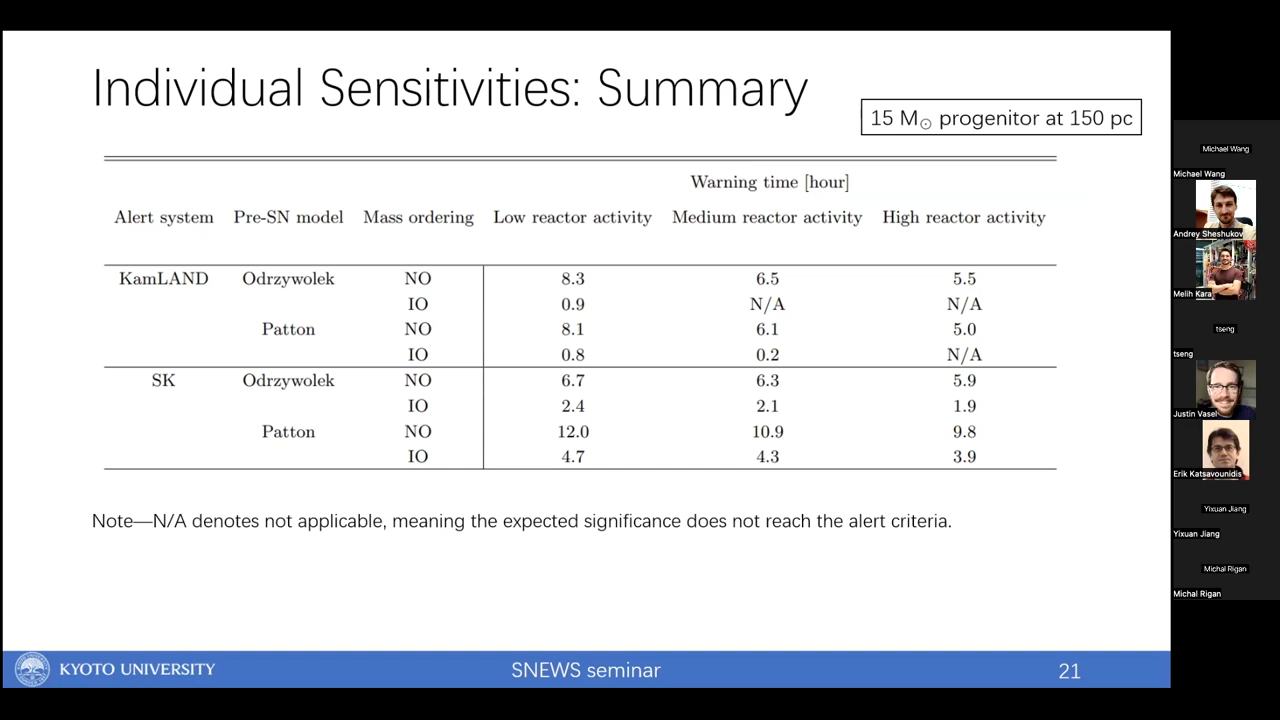 Individual Sensitivities: Summary
15 M⊙ progenitor at 150 pc
Warning time [hour]
Alert system Pre-SN model Mass ordering Low reactor activity Medium reactor activity High reactor activity
KamLAND Odrzywolek NO 8.3 6.5 5.5
IO 0.9 N/A N/A
Patton NO 8.1 6.1 5.0
IO 0.8 0.2 N/A
SK Odrzywolek NO 6.7 6.3 5.9
IO 2.4 2.1 1.9
Patton NO 12.0 10.9 9.8
IO 4.7 4.3 3.9
Note—N/A denotes not applicable, meaning the expected significance does not reach the alert criteria.
KYOTO UNIVERSITY SNEWS seminar 21
Michael Wang
Michael Wang
Andrey Sheshukov
Melih Kara
tseng
tseng
Justin Vasel
Erik Katsavounidis
Yixuan Jiang
Yixuan Jiang
Michal Rigan
Michal Rigan